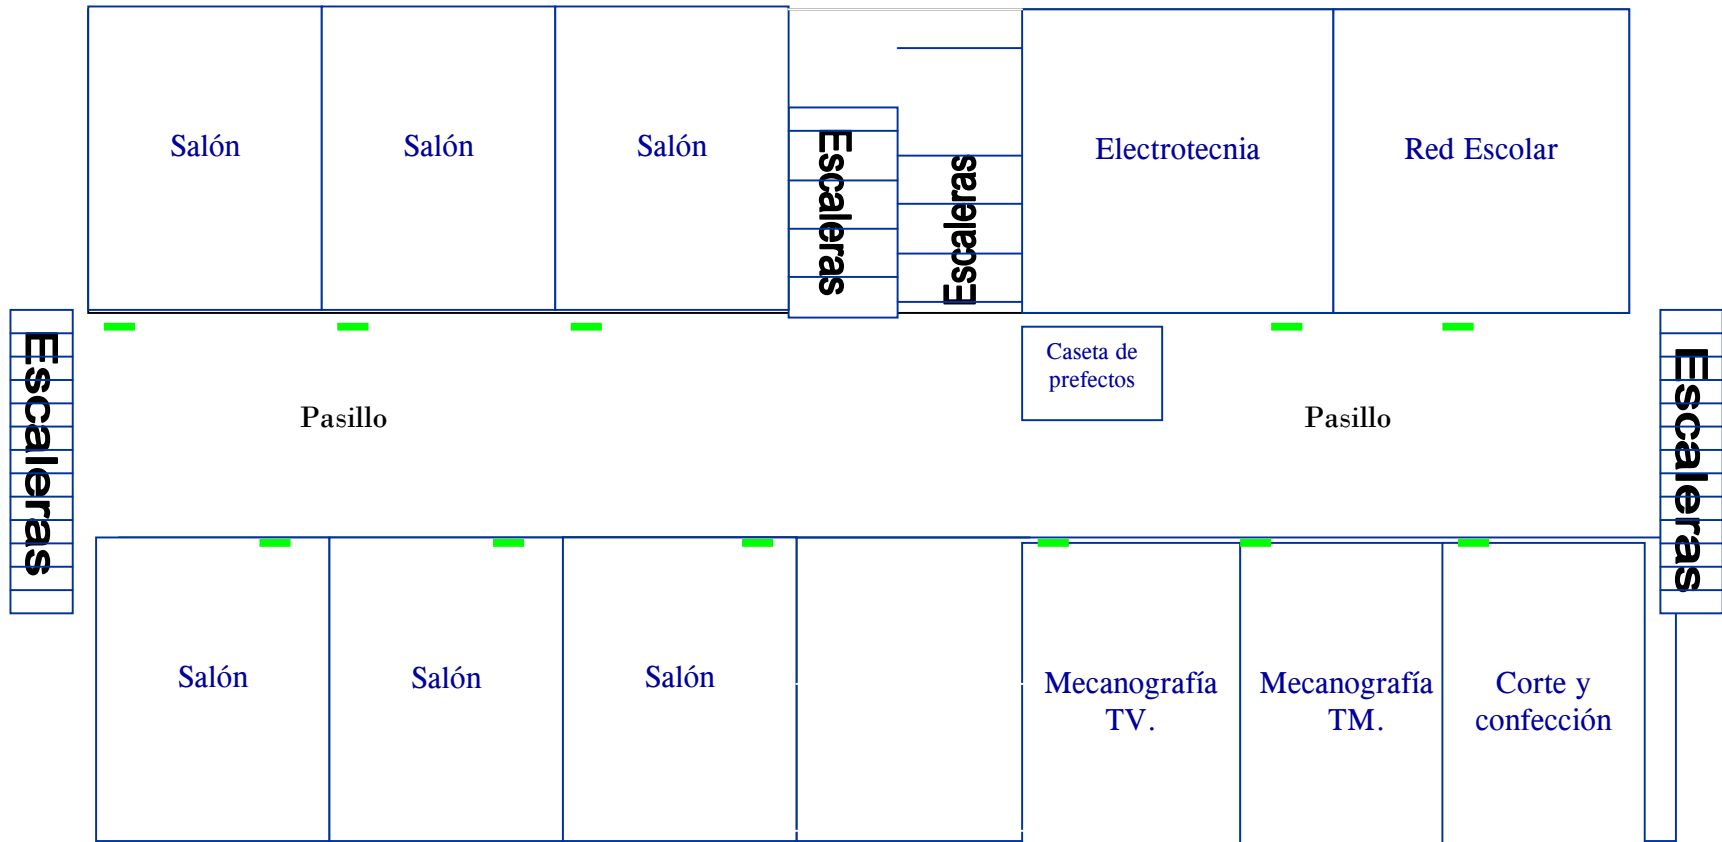 Salón
Salón
Salón
Escaleras
Escaleras
Electrotecnia
Red Escolar
Escaleras
Pasillo
Caseta de
prefectos
Pasillo
Escaleras
Salón
Salón
Salón
Mecanografía
TV.
Mecanografía
TM.
Corte y
confección